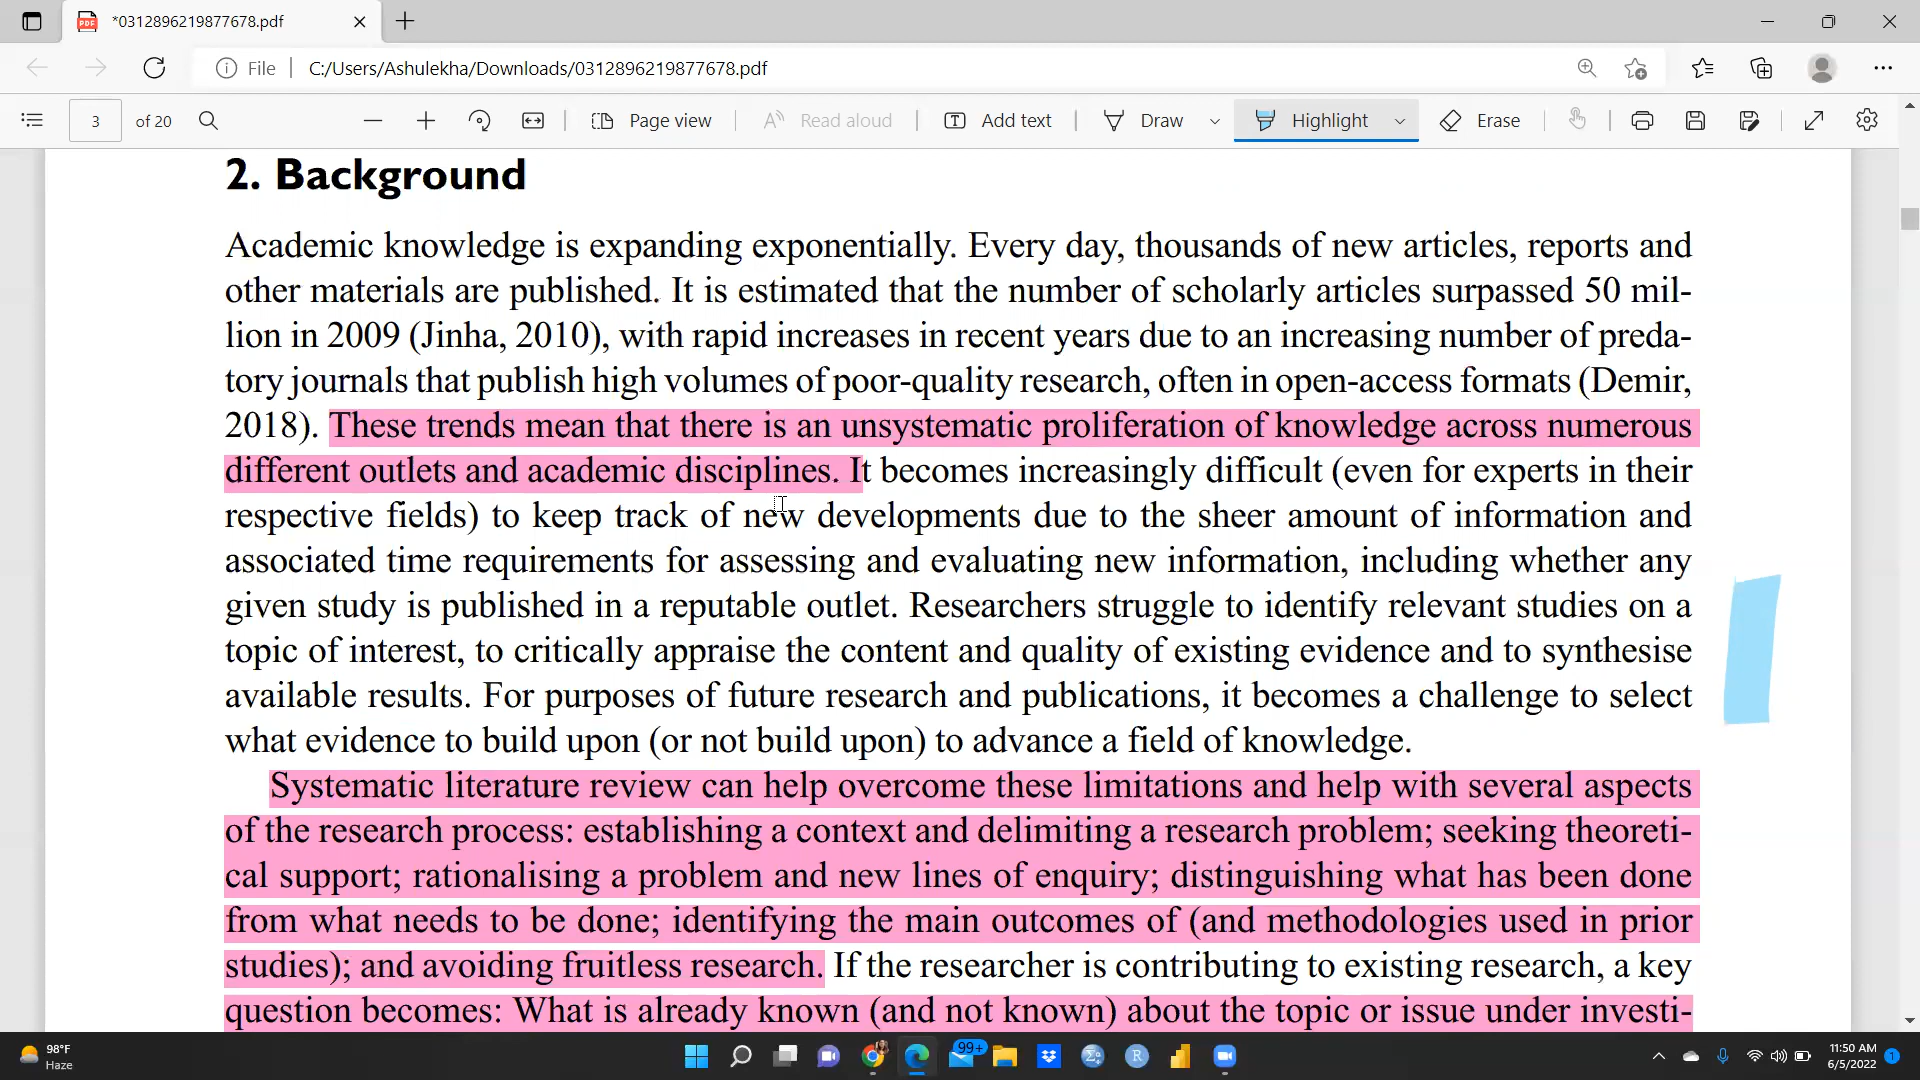 *0312896219877678.pdf
File
C:/Users/Ashulekha/Downloads/0312896219877678.pdf
3 of 20
Page view
Read aloud
Add text
Draw
Highlight
Erase
2. Background
Academic knowledge is expanding exponentially. Every day, thousands of new articles, reports and
other materials are published. It is estimated that the number of scholarly articles surpassed 50 mil-
lion in 2009 (Jinha, 2010), with rapid increases in recent years due to an increasing number of preda-
tory journals that publish high volumes of poor-quality research, often in open-access formats (Demir,
2018). These trends mean that there is an unsystematic proliferation of knowledge across numerous
different outlets and academic disciplines. It becomes increasingly difficult (even for experts in their
respective fields) to keep track of new developments due to the sheer amount of information and
associated time requirements for assessing and evaluating new information, including whether any
given study is published in a reputable outlet. Researchers struggle to identify relevant studies on a
topic of interest, to critically appraise the content and quality of existing evidence and to synthesise
available results. For purposes of future research and publications, it becomes a challenge to select
what evidence to build upon (or not build upon) to advance a field of knowledge.
Systematic literature review can help overcome these limitations and help with several aspects
of the research process: establishing a context and delimiting a research problem; seeking theoreti-
cal support; rationalising a problem and new lines of enquiry; distinguishing what has been done
from what needs to be done; identifying the main outcomes of (and methodologies used in prior
studies); and avoiding fruitless research. If the researcher is contributing to existing research, a key
question becomes: What is already known (and not known) about the topic or issue under investi-
98°F
Haze
99+
11:50 AM
6/5/2022
1